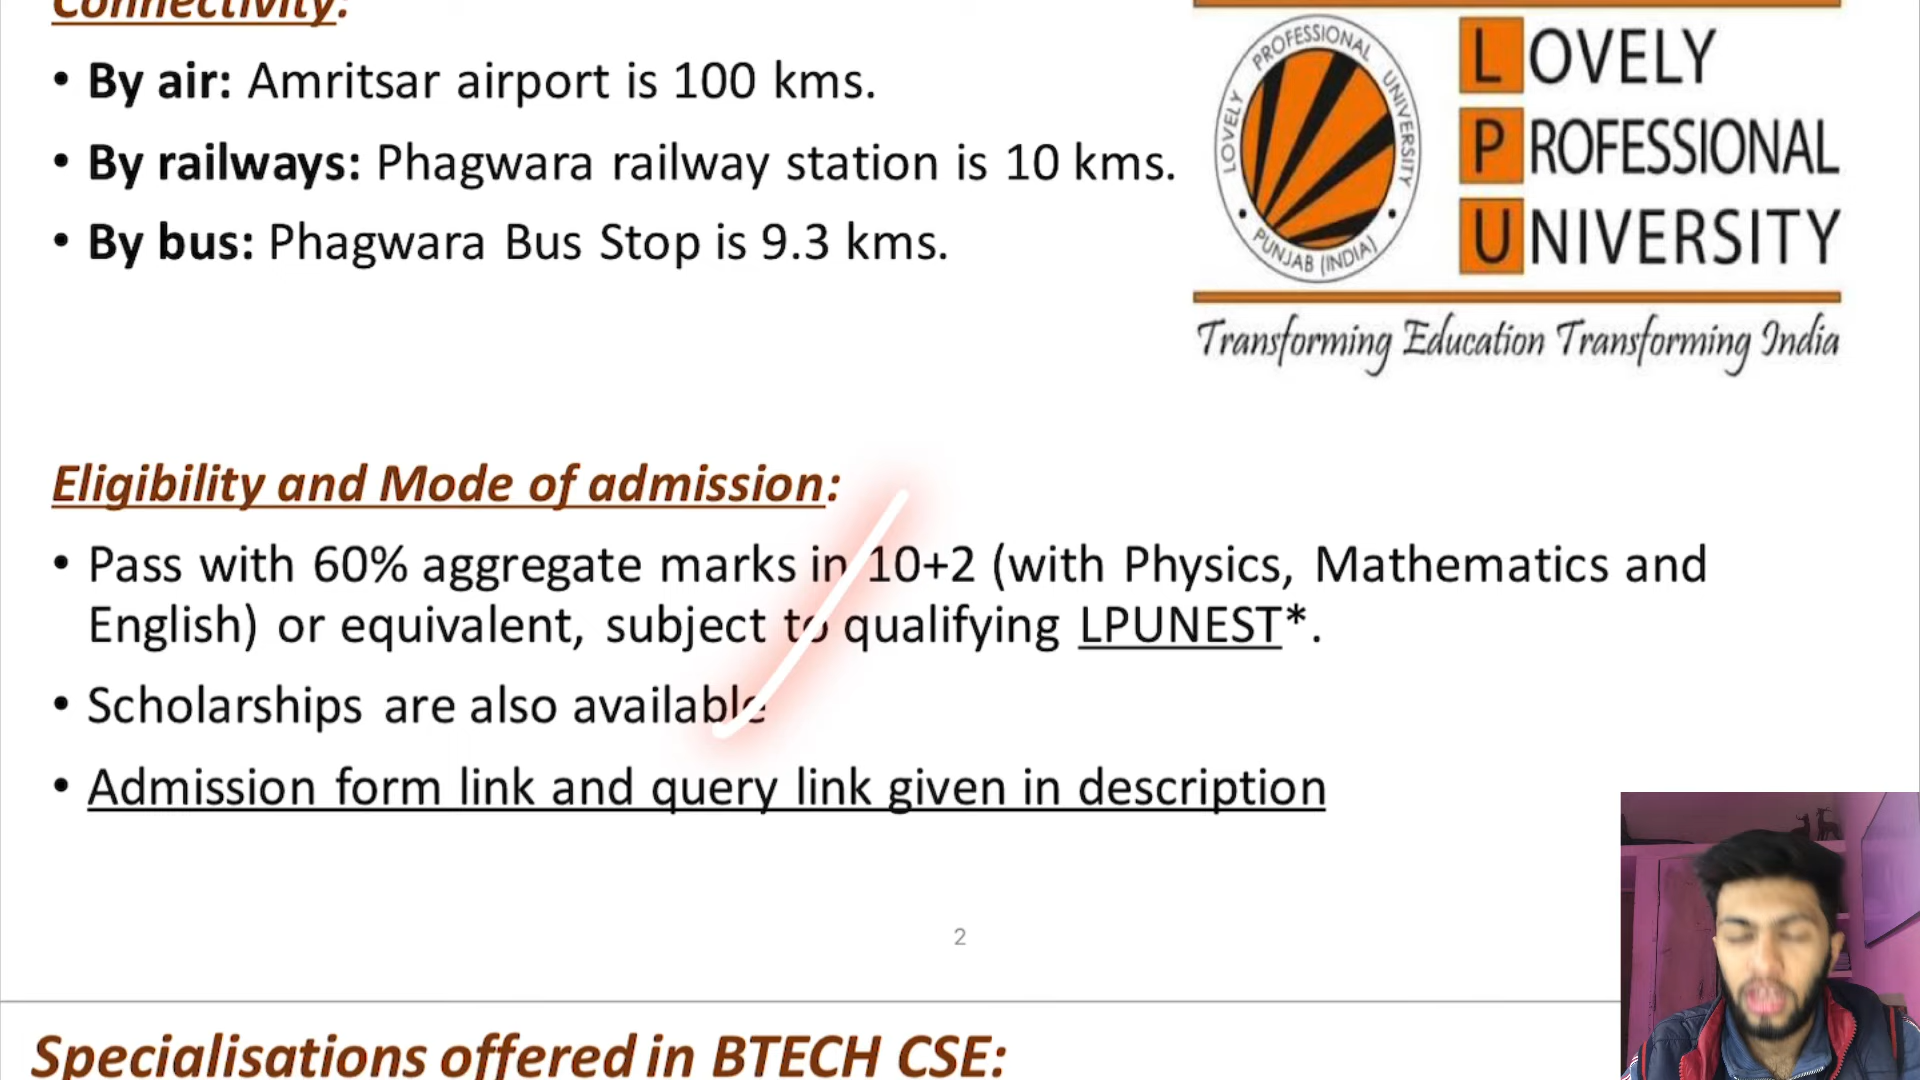 Connectivity:
• By air: Amritsar airport is 100 kms.
• By railways: Phagwara railway station is 10 kms.
• By bus: Phagwara Bus Stop is 9.3 kms.
LOVELY PROFESSIONAL UNIVERSITY
PUNJAB (INDIA)
LOVELY
PROFESSIONAL
UNIVERSITY
Transforming Education Transforming India
Eligibility and Mode of admission:
• Pass with 60% aggregate marks in 10+2 (with Physics, Mathematics and
English) or equivalent, subject to qualifying LPUNEST*.
• Scholarships are also available
• Admission form link and query link given in description
2
Specialisations offered in BTECH CSE: